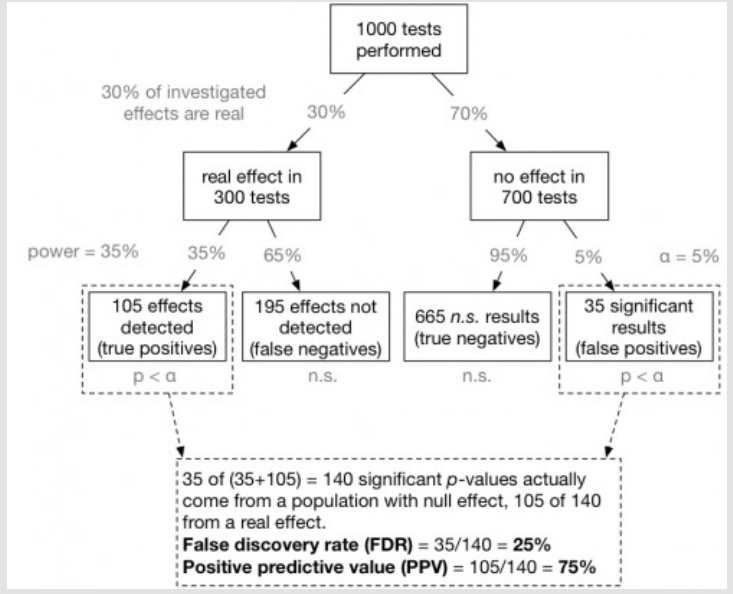 1000 tests
performed
30% of investigated
effects are real
30%
70%
real effect in
300 tests
no effect in
700 tests
power = 35%
35%
65%
95%
5%
α = 5%
105 effects
detected
(true positives)
195 effects not
detected
(false negatives)
665 n.s. results
(true negatives)
35 significant
results
(false positives)
p < α
n.s.
n.s.
p < α
35 of (35+105) = 140 significant p-values actually
come from a population with null effect, 105 of 140
from a real effect.
False discovery rate (FDR) = 35/140 = 25%
Positive predictive value (PPV) = 105/140 = 75%